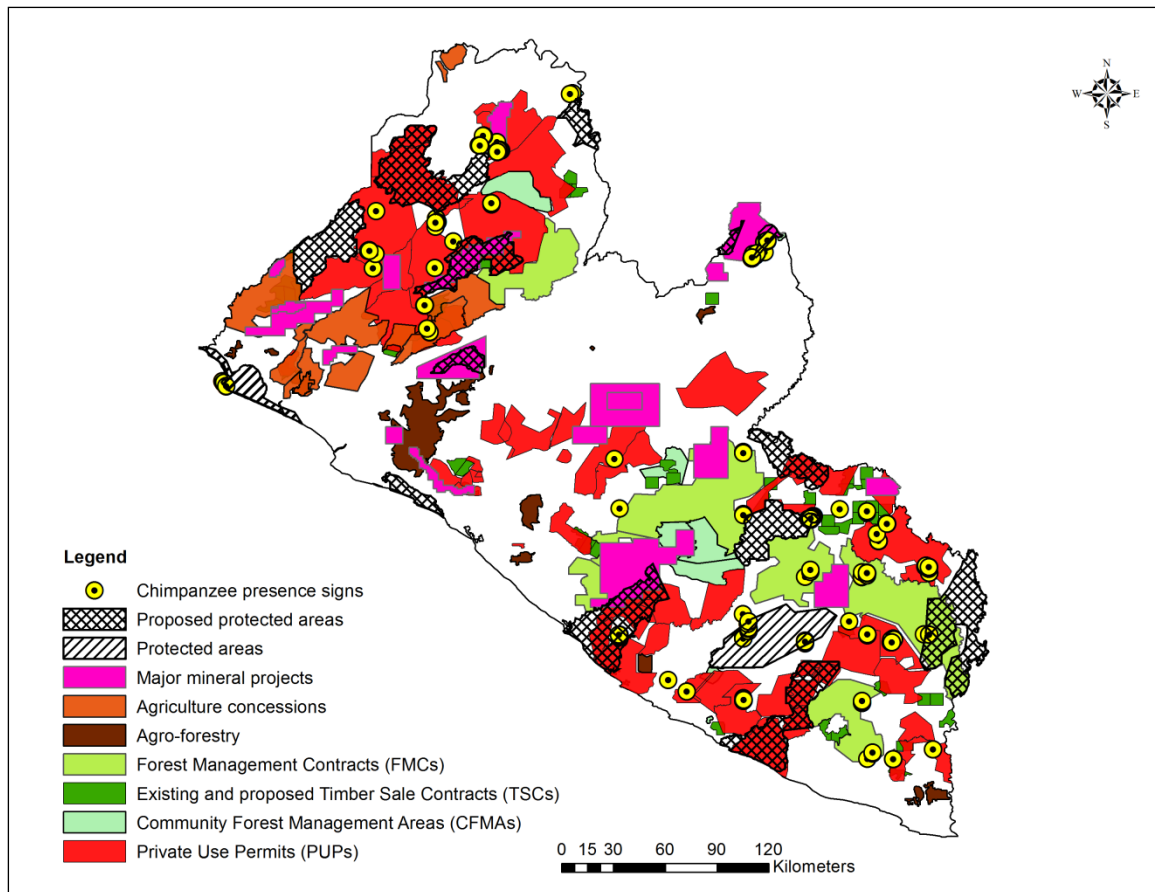 N
W E
S
Legend
Chimpanzee presence signs
Proposed protected areas
Protected areas
Major mineral projects
Agriculture concessions
Agro-forestry
Forest Management Contracts (FMCs)
Existing and proposed Timber Sale Contracts (TSCs)
Community Forest Management Areas (CFMAs)
Private Use Permits (PUPs)
0 15 30 60 90 120
Kilometers